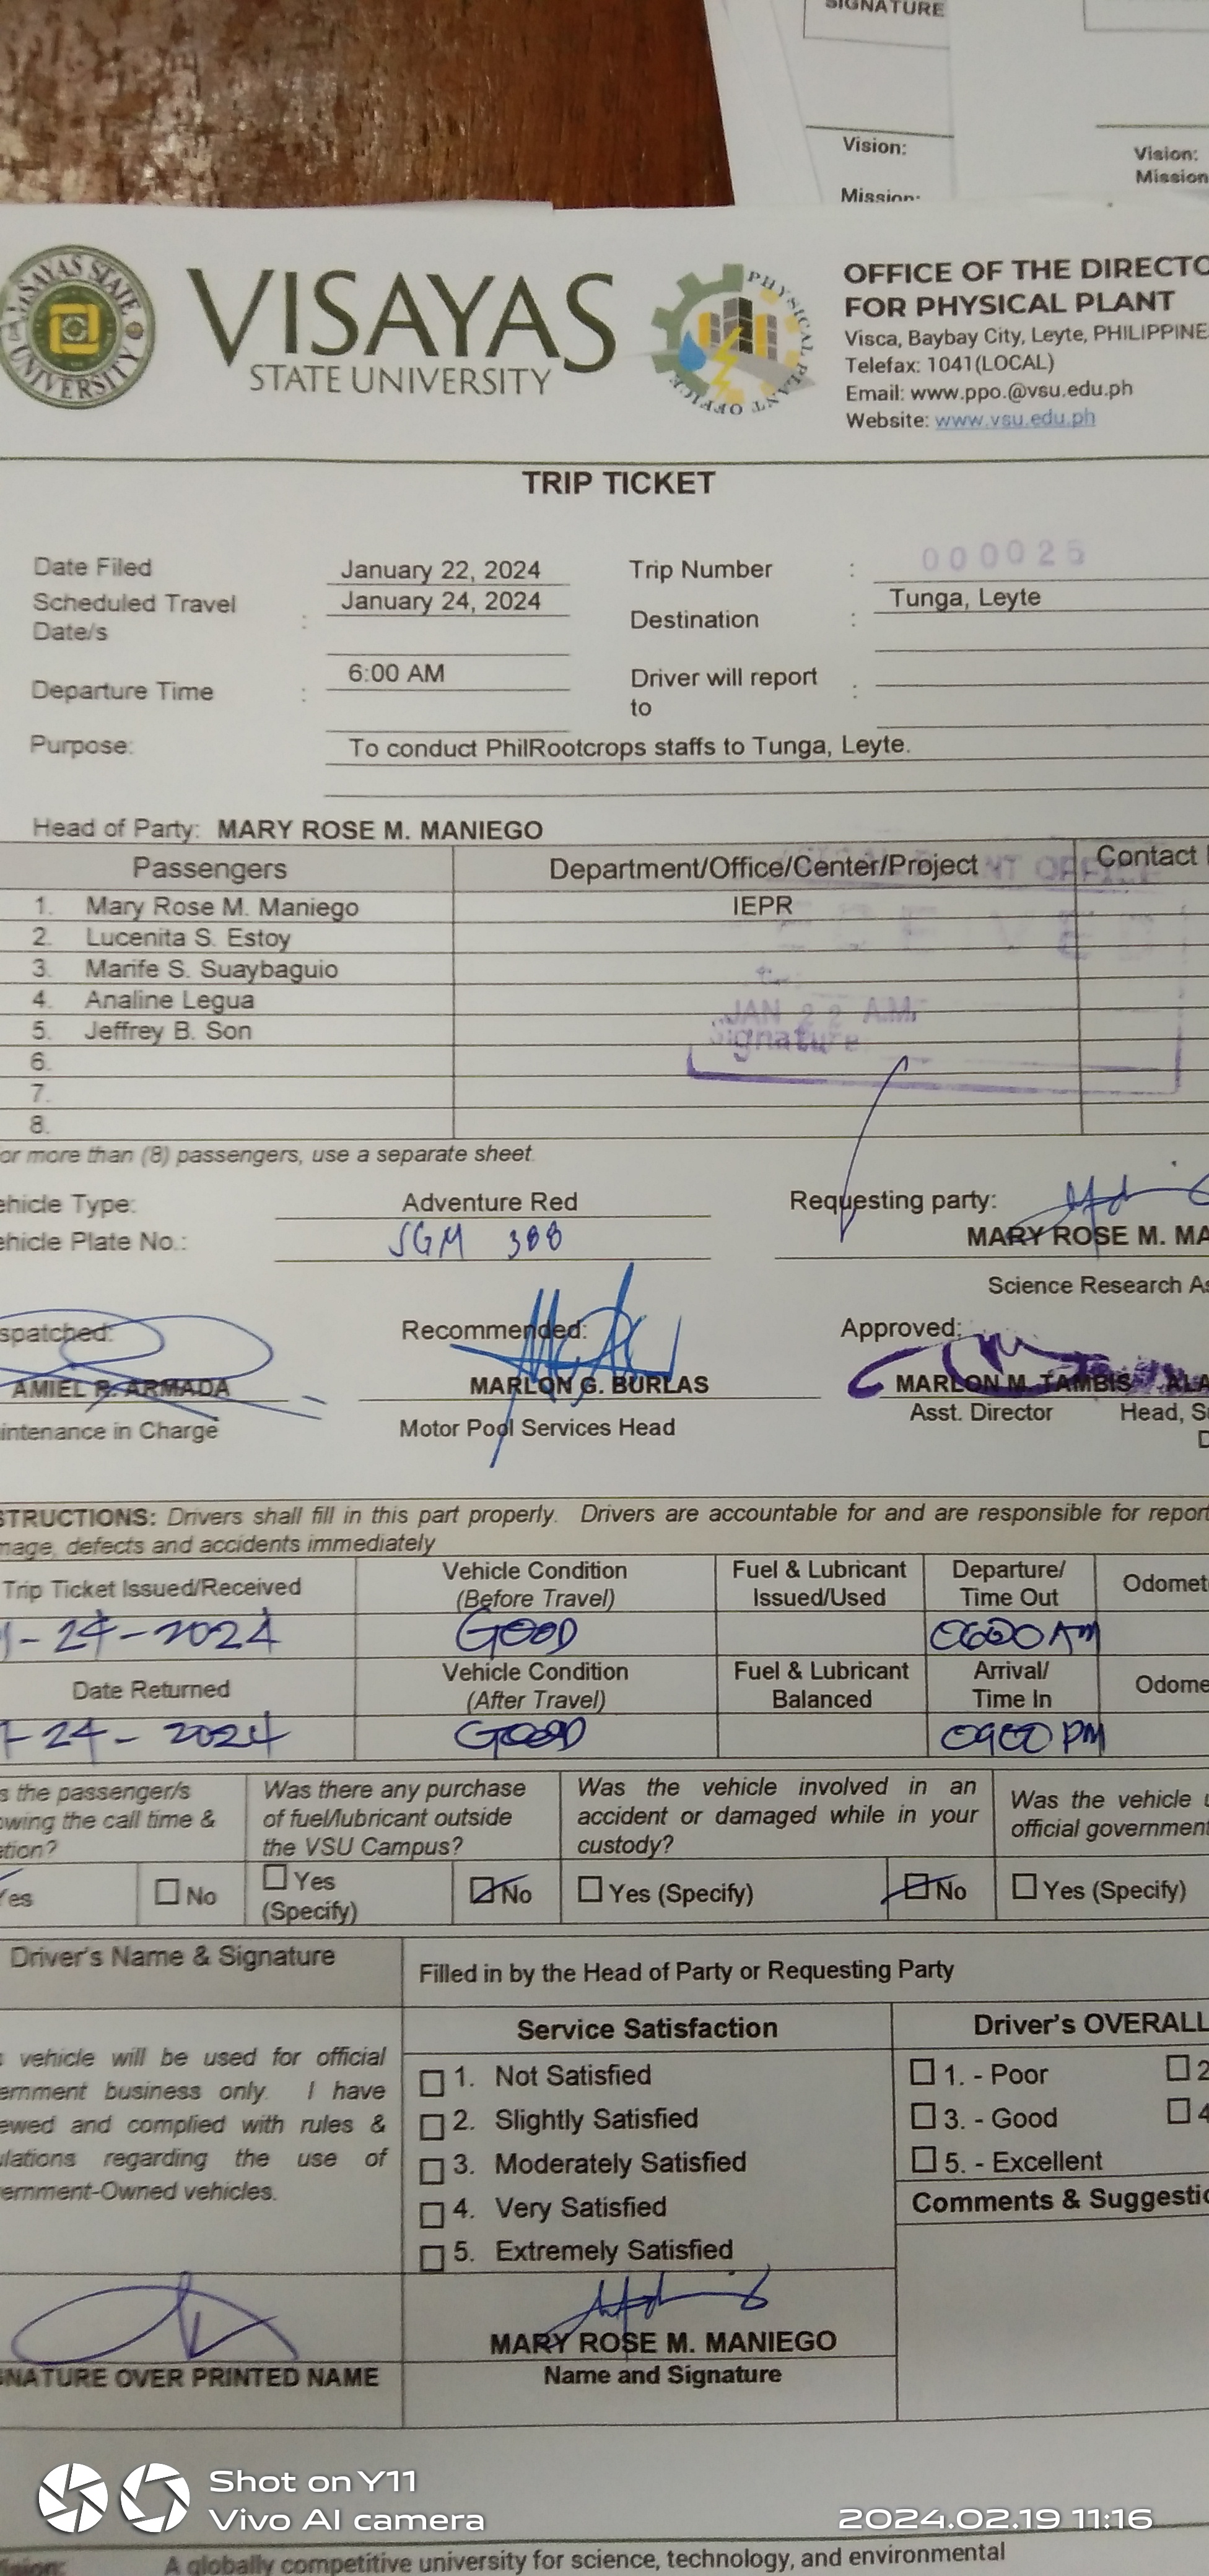 SIGNATURE
Vision:
Mission:
Vision:
Mission
VISAYAS STATE UNIVERSITY
VISAYAS
STATE UNIVERSITY
PHYSICAL PLANT OFFICE
OFFICE OF THE DIRECTO
FOR PHYSICAL PLANT
Visca, Baybay City, Leyte, PHILIPPINE
Telefax: 1041(LOCAL)
Email: www.ppo.@vsu.edu.ph
Website: www.vsu.edu.ph
TRIP TICKET
Date Filed January 22, 2024 Trip Number : 000025
Scheduled Travel Date/s : January 24, 2024 Destination : Tunga, Leyte
Departure Time : 6:00 AM Driver will report to :
Purpose: To conduct PhilRootcrops staffs to Tunga, Leyte.
Head of Party: MARY ROSE M. MANIEGO
Passengers Department/Office/Center/Project Contact
NT OFFICE
1. Mary Rose M. Maniego IEPR
2. Lucenita S. Estoy
3. Marife S. Suaybaguio
4. Analine Legua
5. Jeffrey B. Son
6.
7.
8.
JAN 22 A.M.
Signature
or more than (8) passengers, use a separate sheet.
ehicle Type: Adventure Red Requesting party:
ehicle Plate No.: SGM 388 MARY ROSE M. MA
Science Research As
spatched: Recommended: Approved:
AMIEL R. ARMADA MARLON G. BURLAS MARLON M. TAMBIS ALA
intenance in Charge Motor Pool Services Head Asst. Director Head, S
D
STRUCTIONS: Drivers shall fill in this part properly. Drivers are accountable for and are responsible for report
mage, defects and accidents immediately
Trip Ticket Issued/Received Vehicle Condition (Before Travel) Fuel & Lubricant Issued/Used Departure/ Time Out Odomet
1-24-2024 GOOD 0600 AM
Date Returned Vehicle Condition (After Travel) Fuel & Lubricant Balanced Arrival/ Time In Odome
1-24-2024 GOOD 0900 PM
s the passenger/s owing the call time & ation? Was there any purchase of fuel/lubricant outside the VSU Campus? Was the vehicle involved in an accident or damaged while in your custody? Was the vehicle u official government
Yes No Yes (Specify) No Yes (Specify) No Yes (Specify)
Driver's Name & Signature Filled in by the Head of Party or Requesting Party
Service Satisfaction Driver's OVERALL
s vehicle will be used for official
ernment business only. I have
ewed and complied with rules &
ulations regarding the use of
ernment-Owned vehicles.
1. Not Satisfied
2. Slightly Satisfied
3. Moderately Satisfied
4. Very Satisfied
5. Extremely Satisfied
1. - Poor 2
3. - Good 4
5. - Excellent
Comments & Suggestio
MARY ROSE M. MANIEGO
NATURE OVER PRINTED NAME Name and Signature
Shot on Y11
Vivo AI camera
2024.02.19 11:16
Vision: A globally competitive university for science, technology, and environmental